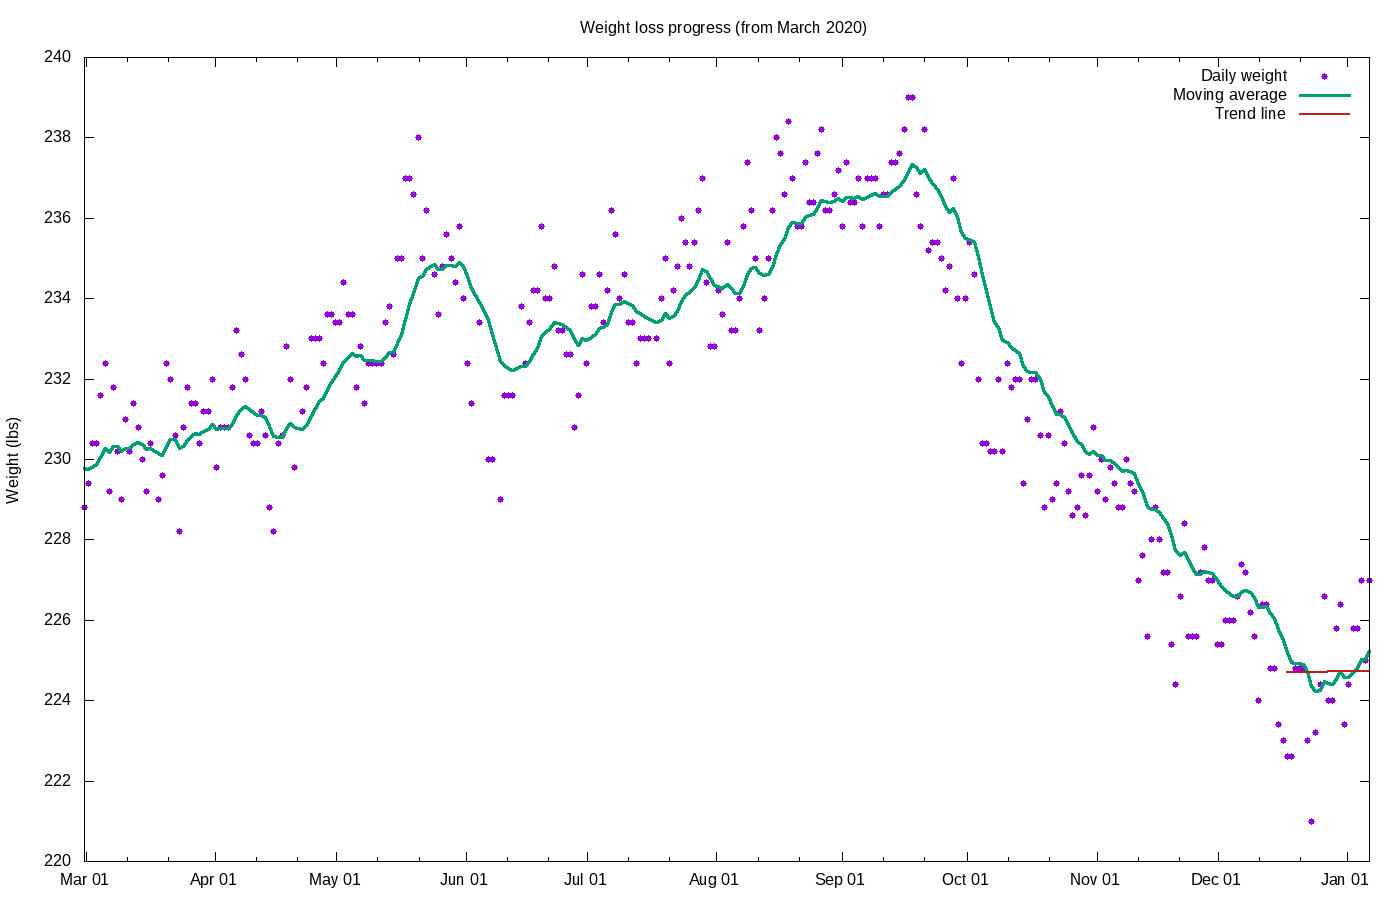 Weight loss progress (from March 2020)
Daily weight
Moving average
Trend line
Weight (lbs)
240
238
236
234
232
230
228
226
224
222
220
Mar 01 Apr 01 May 01 Jun 01 Jul 01 Aug 01 Sep 01 Oct 01 Nov 01 Dec 01 Jan 01